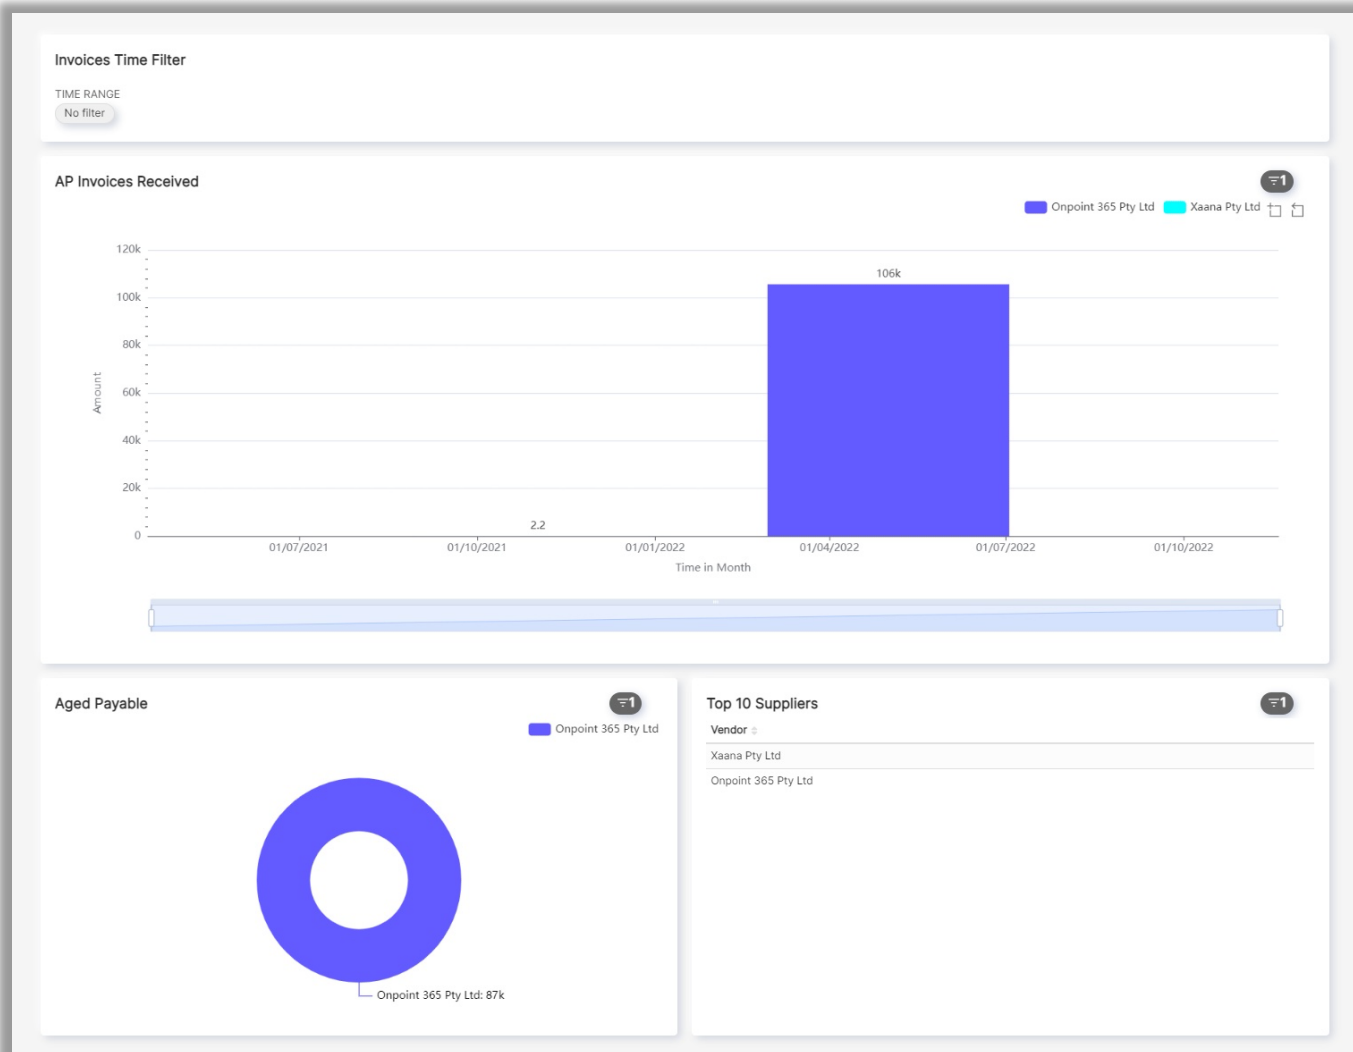 Invoices Time Filter
TIME RANGE
No filter
AP Invoices Received
1
Onpoint 365 Pty Ltd Xaana Pty Ltd
120k
100k
80k
60k
40k
20k
0
Amount
106k
2.2
01/07/2021 01/10/2021 01/01/2022 01/04/2022 01/07/2022 01/10/2022
Time in Month
Aged Payable
1
Onpoint 365 Pty Ltd
Onpoint 365 Pty Ltd: 87k
Top 10 Suppliers
1
Vendor
Xaana Pty Ltd
Onpoint 365 Pty Ltd